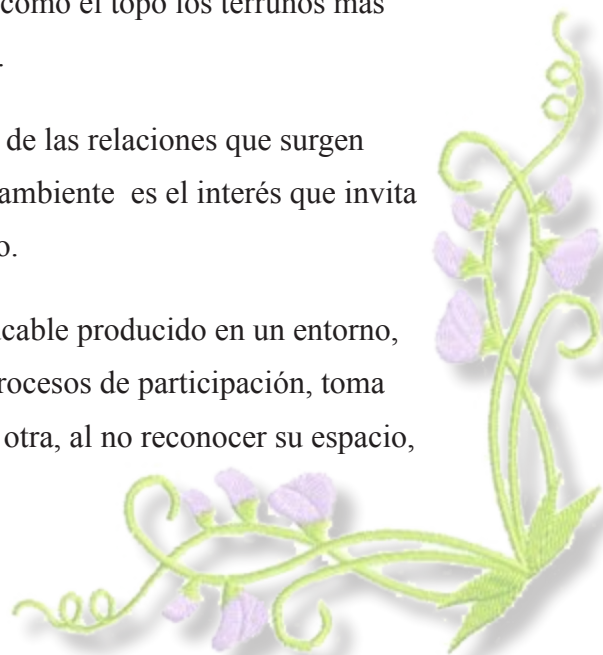 como el topo los terruños más
.
de las relaciones que surgen
ambiente es el interés que invita
o.
cable producido en un entorno,
rocesos de participación, toma
otra, al no reconocer su espacio,